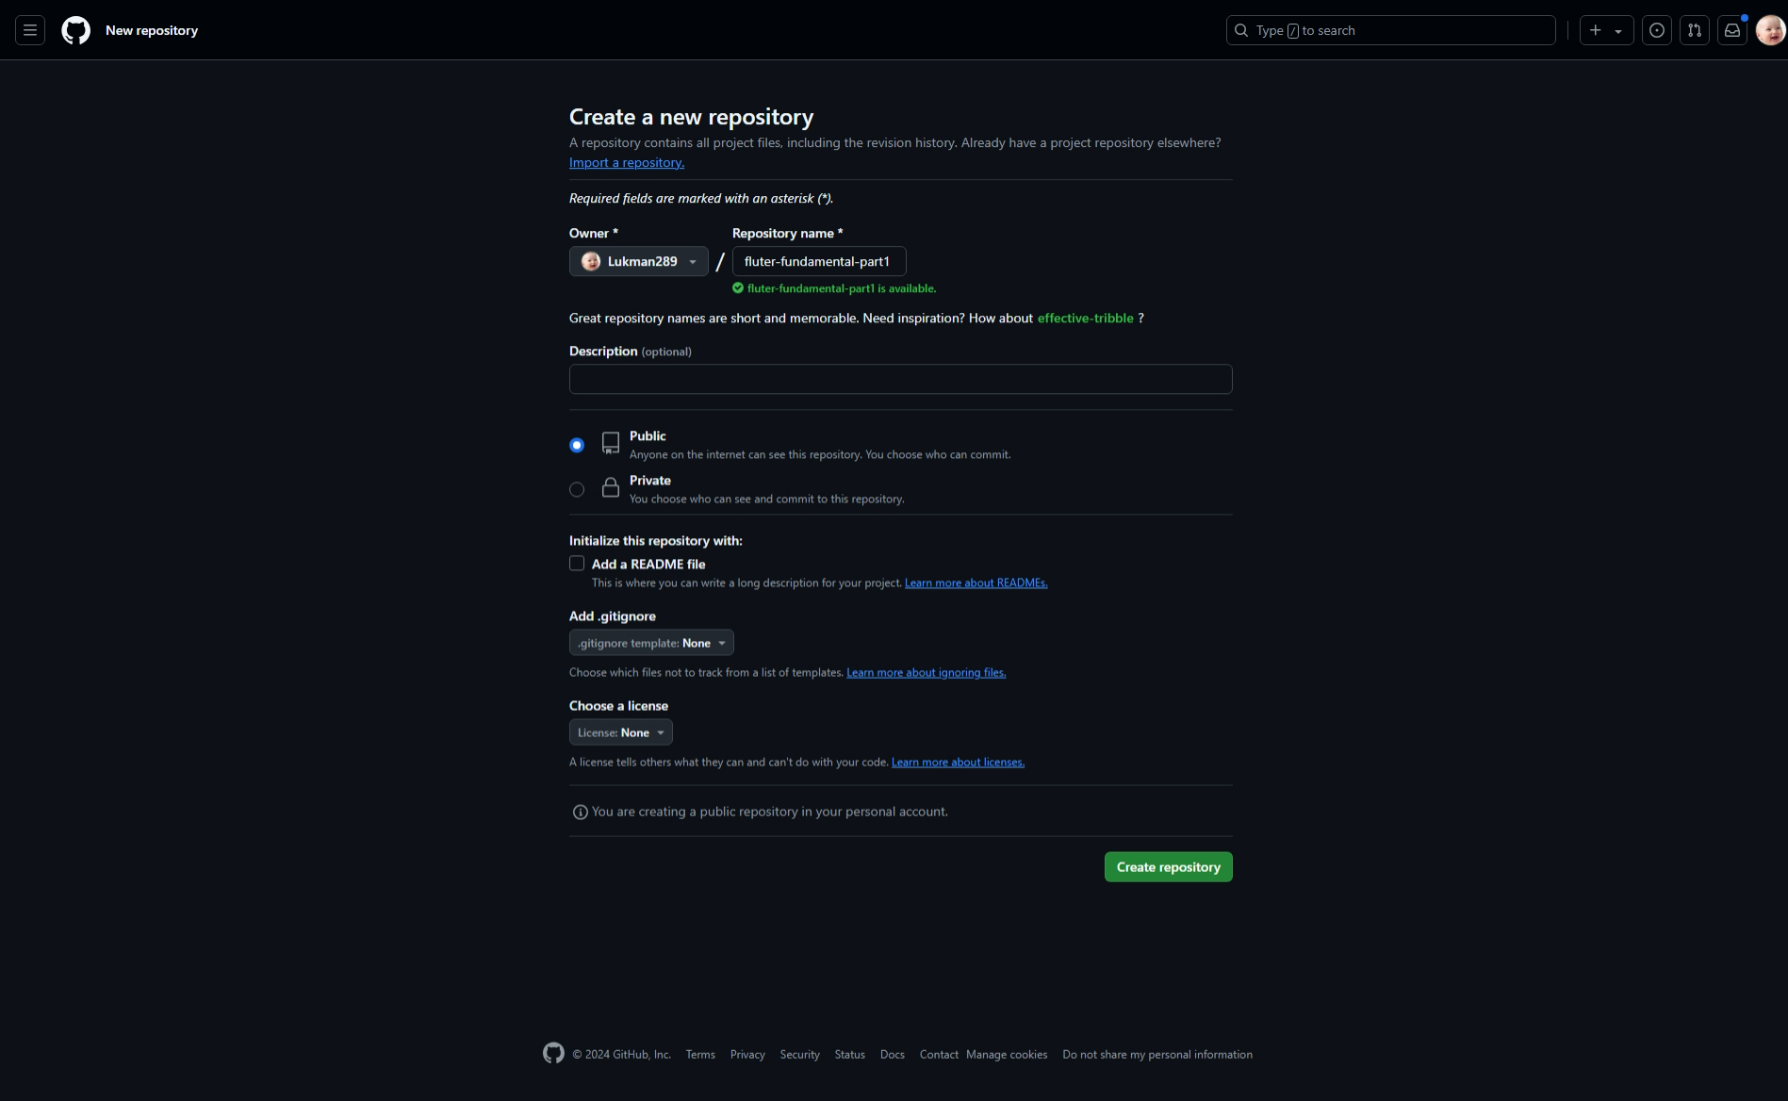 New repository
Type / to search
Create a new repository
A repository contains all project files, including the revision history. Already have a project repository elsewhere?
Import a repository.
Required fields are marked with an asterisk (*).
Owner * Repository name *
Lukman289 / fluter-fundamental-part1
fluter-fundamental-part1 is available.
Great repository names are short and memorable. Need inspiration? How about effective-tribble ?
Description (optional)
Public
Anyone on the internet can see this repository. You choose who can commit.
Private
You choose who can see and commit to this repository.
Initialize this repository with:
Add a README file
This is where you can write a long description for your project. Learn more about READMEs.
Add .gitignore
.gitignore template: None
Choose which files not to track from a list of templates. Learn more about ignoring files.
Choose a license
License: None
A license tells others what they can and can't do with your code. Learn more about licenses.
You are creating a public repository in your personal account.
Create repository
© 2024 GitHub, Inc. Terms Privacy Security Status Docs Contact Manage cookies Do not share my personal information